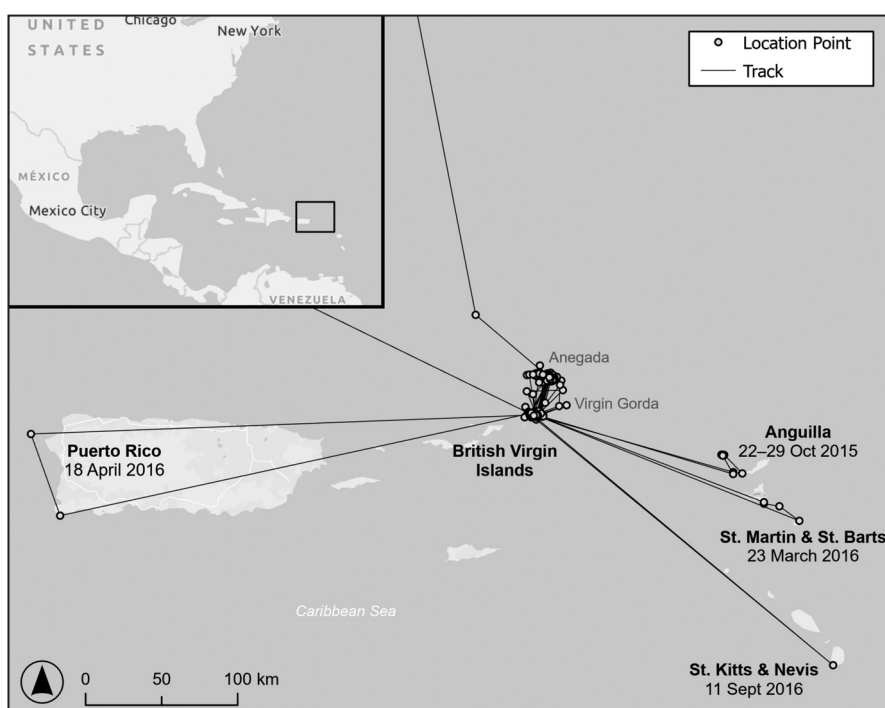 Chicago
UNITED
STATES
New York
MÉXICO
Mexico City
VENEZUELA
Location Point
Track
Anegada
Virgin Gorda
Puerto Rico
18 April 2016
British Virgin
Islands
Anguilla
22–29 Oct 2015
St. Martin & St. Barts
23 March 2016
Caribbean Sea
St. Kitts & Nevis
11 Sept 2016
0 50 100 km